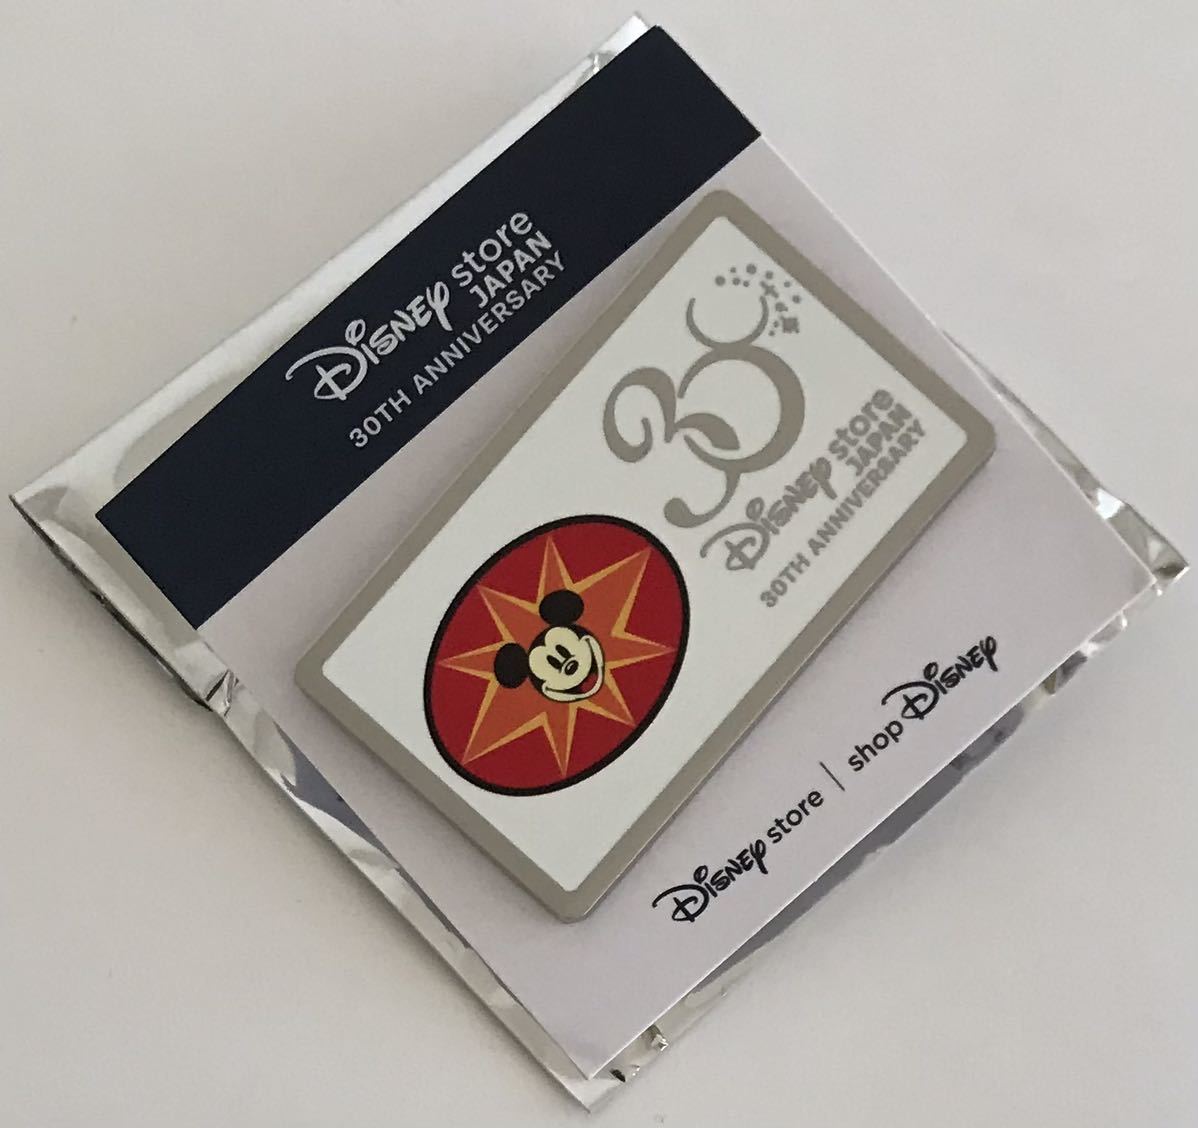 Disney store
JAPAN
30TH ANNIVERSARY
30
Disney store
JAPAN
30TH ANNIVERSARY
Disney store | shop Disney